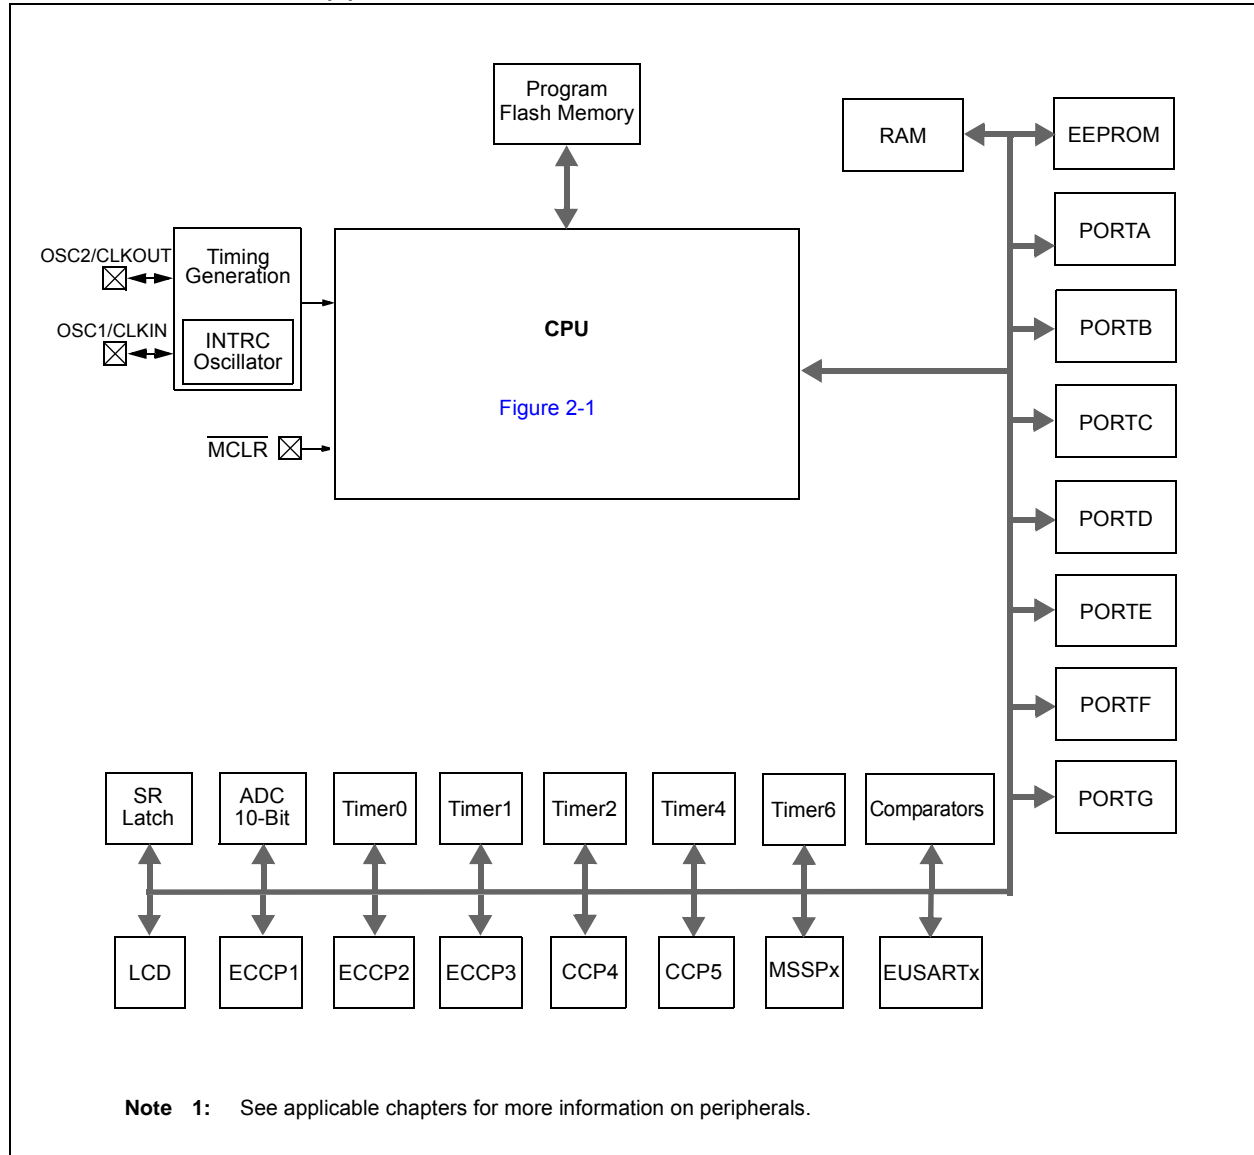 Program
Flash Memory
RAM
EEPROM
PORTA
OSC2/CLKOUT
Timing
Generation
OSC1/CLKIN
INTRC
Oscillator
CPU
PORTB
Figure 2-1
PORTC
MCLR
PORTD
PORTE
PORTF
SR
Latch
ADC
10-Bit
Timer0
Timer1
Timer2
Timer4
Timer6
Comparators
PORTG
LCD
ECCP1
ECCP2
ECCP3
CCP4
CCP5
MSSPx
EUSARTx
Note 1: See applicable chapters for more information on peripherals.